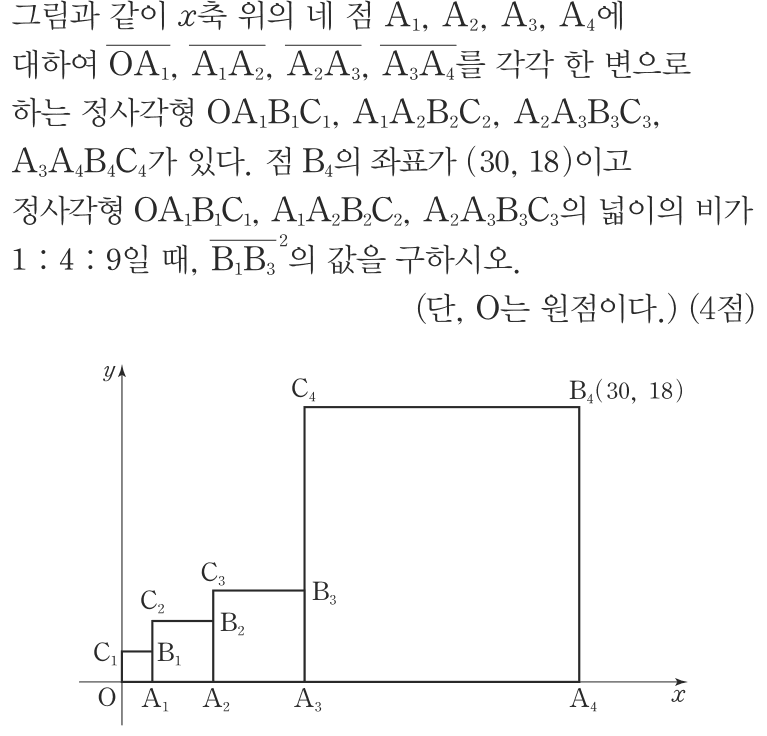 그림과 같이 x축 위의 네 점 A₁, A₂, A₃, A₄에
대하여 OA₁, A₁A₂, A₂A₃, A₃A₄를 각각 한 변으로
하는 정사각형 OA₁B₁C₁, A₁A₂B₂C₂, A₂A₃B₃C₃,
A₃A₄B₄C₄가 있다. 점 B₄의 좌표가 (30, 18)이고
정사각형 OA₁B₁C₁, A₁A₂B₂C₂, A₂A₃B₃C₃의 넓이의 비가
1 : 4 : 9일 때, B₁B₃²의 값을 구하시오.
(단, O는 원점이다.) (4점)
y
C₄ B₄(30, 18)
C₃
B₃
C₂
B₂
C₁ B₁
O A₁ A₂ A₃ A₄ x